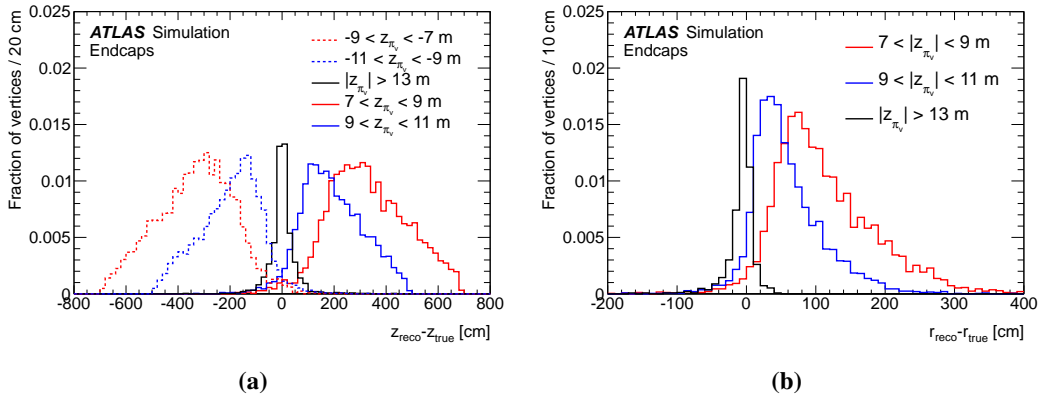 Fraction of vertices / 20 cm
0.025
0.02
0.015
0.01
0.005
0
ATLAS Simulation
Endcaps
-9 < z_{π_v} < -7 m
-11 < z_{π_v} < -9 m
|z_{π_v}| > 13 m
7 < z_{π_v} < 9 m
9 < z_{π_v} < 11 m
-800 -600 -400 -200 0 200 400 600 800
z_{reco}-z_{true} [cm]
(a)
Fraction of vertices / 10 cm
0.025
0.02
0.015
0.01
0.005
0
ATLAS Simulation
Endcaps
7 < |z_{π_v}| < 9 m
9 < |z_{π_v}| < 11 m
|z_{π_v}| > 13 m
-200 -100 0 100 200 300 400
r_{reco}-r_{true} [cm]
(b)